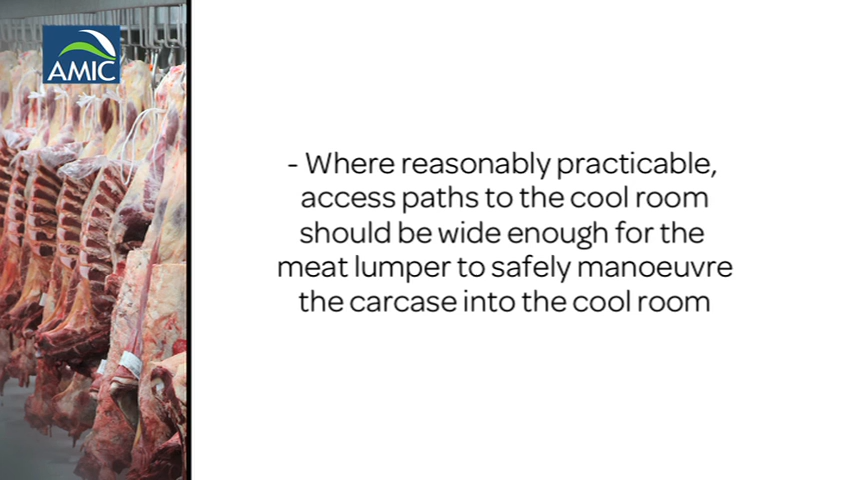 AMIC
- Where reasonably practicable,
access paths to the cool room
should be wide enough for the
meat lumper to safely manoeuvre
the carcase into the cool room